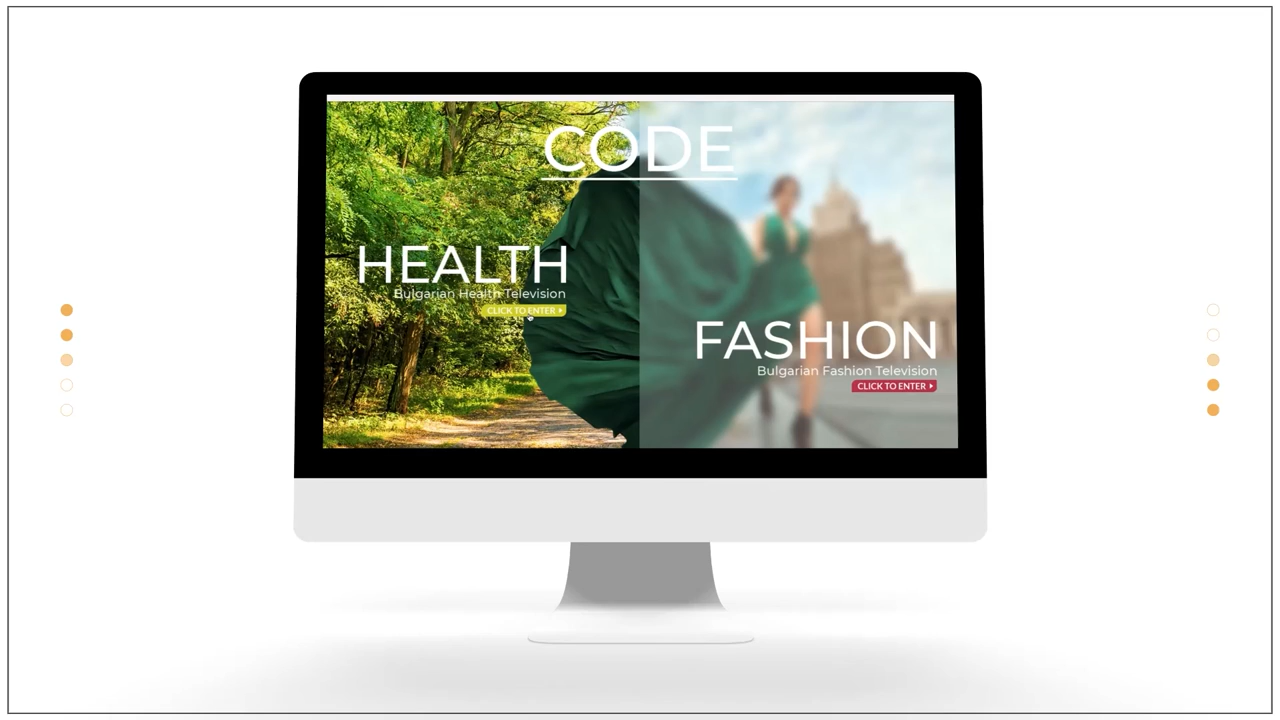 CODE
HEALTH
Bulgarian Health Television
CLICK TO ENTER
FASHION
Bulgarian Fashion Television
CLICK TO ENTER